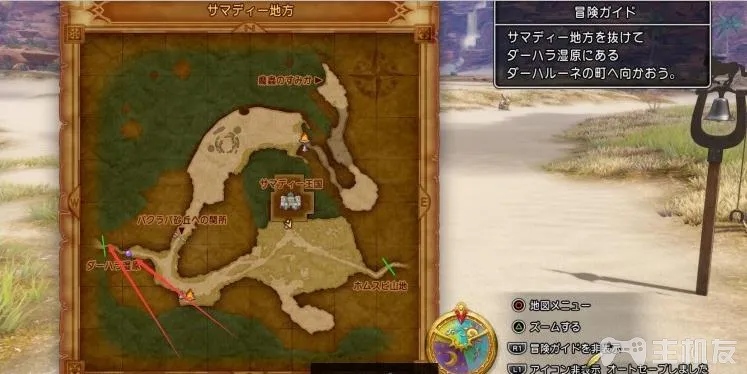 サマディー地方
冒険ガイド
サマディー地方を抜けて
ダーハラ湿原にある
ダーハルーネの町へ向かおう。
N
魔蟲のすみか
サマディー王国
W
E
バクラバ砂丘への関所
ダーハラ湿原
ホムスビ山地
地図メニュー
ズームする
R1 冒険ガイドを非表示
L1 アイコン非表示 オートセーブしました
主机友